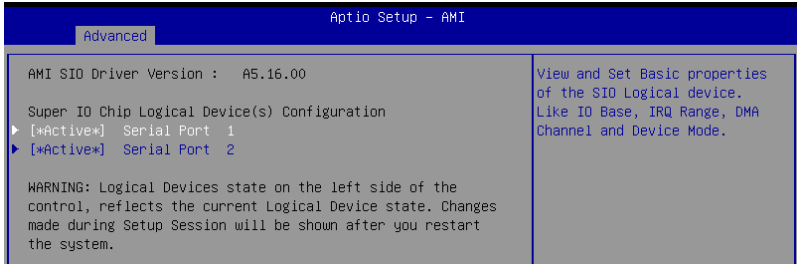 Aptio Setup – AMI
Advanced
AMI SIO Driver Version : A5.16.00
Super IO Chip Logical Device(s) Configuration
[*Active*] Serial Port 1
[*Active*] Serial Port 2
WARNING: Logical Devices state on the left side of the
control, reflects the current Logical Device state. Changes
made during Setup Session will be shown after you restart
the system.
View and Set Basic properties
of the SIO Logical device.
Like IO Base, IRQ Range, DMA
Channel and Device Mode.